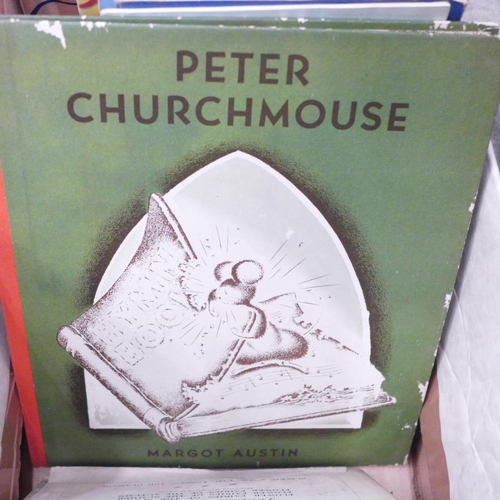 PETER
CHURCHMOUSE
HYMN
BOOK
MARGOT AUSTIN